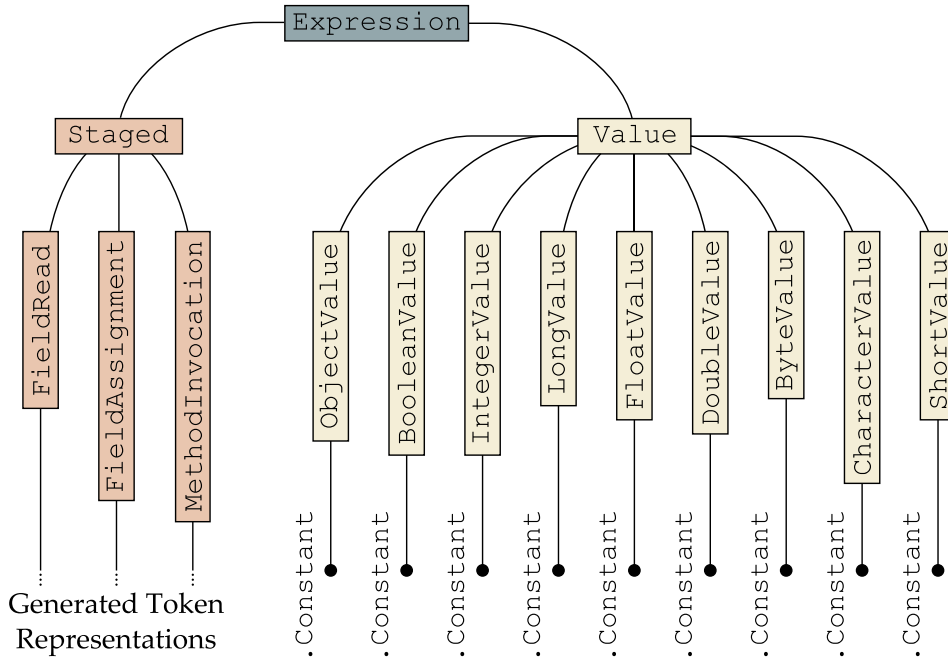 Expression
Staged
Value
FieldRead
FieldAssignment
MethodInvocation
ObjectValue
BooleanValue
IntegerValue
LongValue
FloatValue
DoubleValue
ByteValue
CharacterValue
ShortValue
.Constant
.Constant
.Constant
.Constant
.Constant
.Constant
.Constant
.Constant
.Constant
Generated Token
Representations